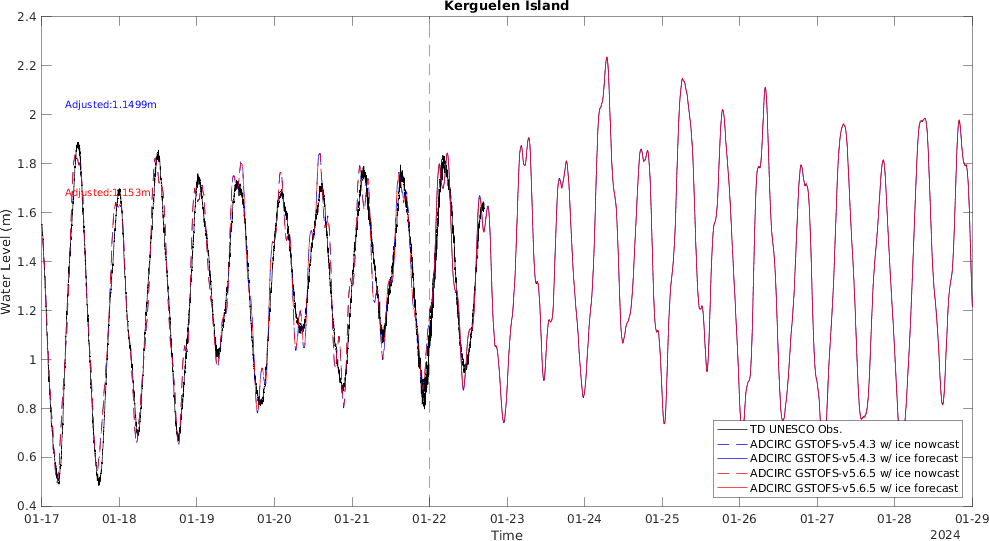 Kerguelen Island
2.4
2.2
2
1.8
1.6
1.4
1.2
1
0.8
0.6
0.4
Water Level (m)
Adjusted:1.1499m
Adjusted:1.153m
TD UNESCO Obs.
ADCIRC GSTOFS-v5.4.3 w/ ice nowcast
ADCIRC GSTOFS-v5.4.3 w/ ice forecast
ADCIRC GSTOFS-v5.6.5 w/ ice nowcast
ADCIRC GSTOFS-v5.6.5 w/ ice forecast
01-17 01-18 01-19 01-20 01-21 01-22 01-23 01-24 01-25 01-26 01-27 01-28 01-29
Time
2024